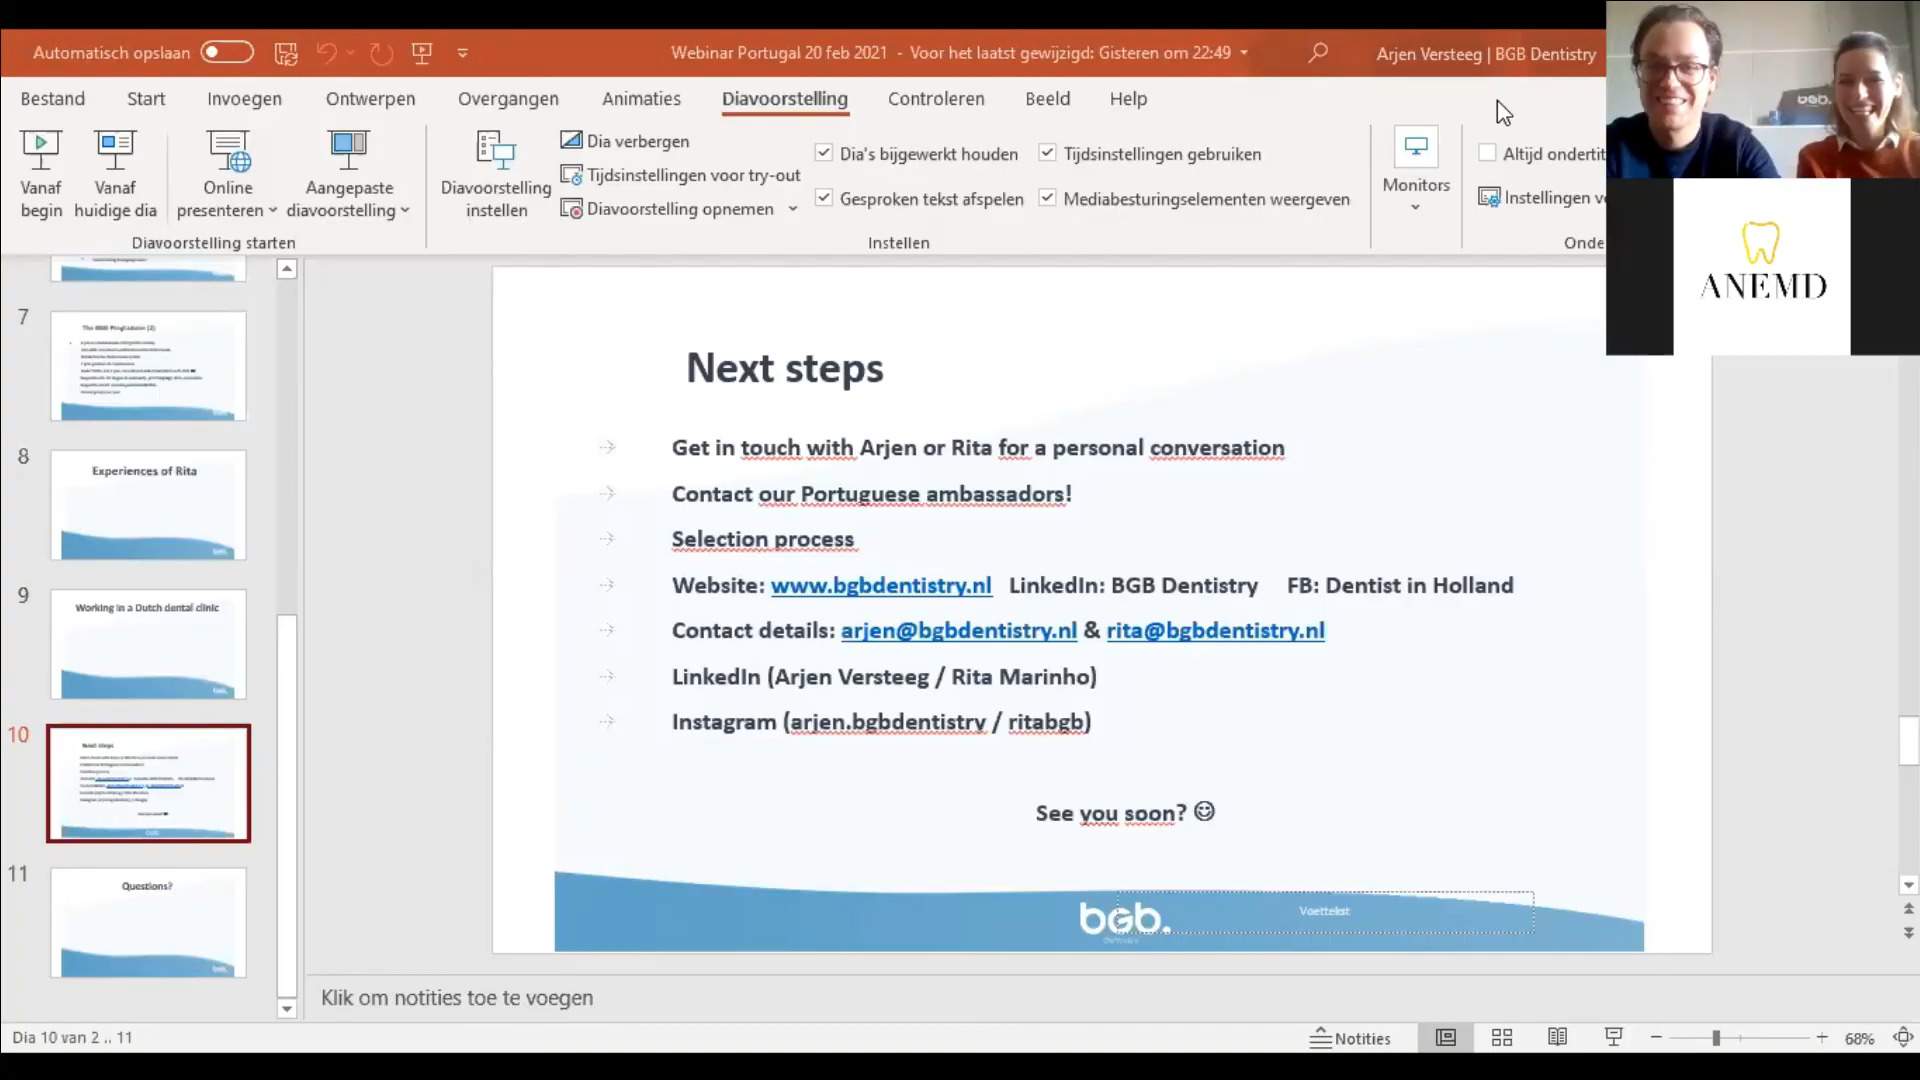 Automatisch opslaan
Webinar Portugal 20 feb 2021 - Voor het laatst gewijzigd: Gisteren om 22:49
Arjen Versteeg | BGB Dentistry
Bestand Start Invoegen Ontwerpen Overgangen Animaties Diavoorstelling Controleren Beeld Help
Vanaf begin
Vanaf huidige dia
Online presenteren
Aangepaste diavoorstelling
Diavoorstelling starten
Diavoorstelling instellen
Dia verbergen
Tijdsinstellingen voor try-out
Diavoorstelling opnemen
Dia's bijgewerkt houden
Gesproken tekst afspelen
Tijdsinstellingen gebruiken
Mediabesturingselementen weergeven
Instellen
Monitors
Altijd ondertit
Instellingen v
Onde
bgb.
ANEMD
7
The BGB Programme (2)
8
Experiences of Rita
9
Working in a Dutch dental clinic
10
Next steps
11
Questions?
Next steps
Get in touch with Arjen or Rita for a personal conversation
Contact our Portuguese ambassadors!
Selection process
Website: www.bgbdentistry.nl LinkedIn: BGB Dentistry FB: Dentist in Holland
Contact details: arjen@bgbdentistry.nl & rita@bgbdentistry.nl
LinkedIn (Arjen Versteeg / Rita Marinho)
Instagram (arjen.bgbdentistry / ritabgb)
See you soon? ☺
bGb.
Voettekst
Klik om notities toe te voegen
Dia 10 van 2 .. 11
Notities
68%